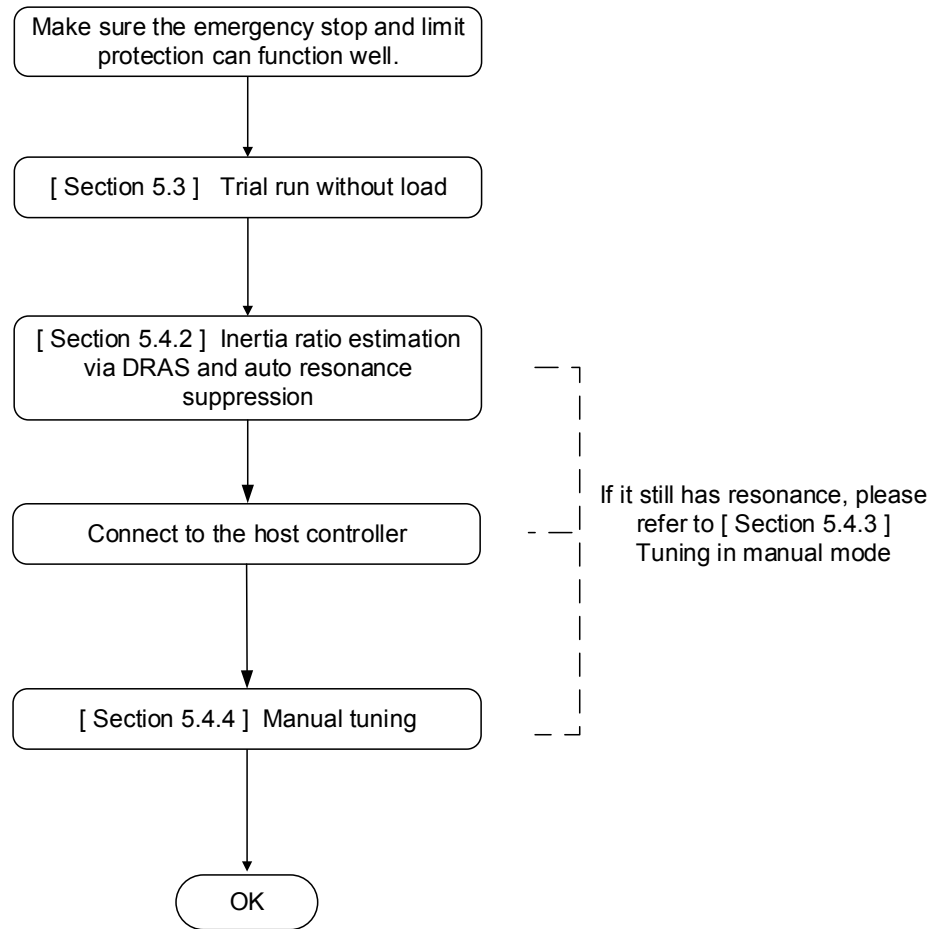 Make sure the emergency stop and limit
protection can function well.
[ Section 5.3 ] Trial run without load
[ Section 5.4.2 ] Inertia ratio estimation
via DRAS and auto resonance
suppression
Connect to the host controller
If it still has resonance, please
refer to [ Section 5.4.3 ]
Tuning in manual mode
[ Section 5.4.4 ] Manual tuning
OK